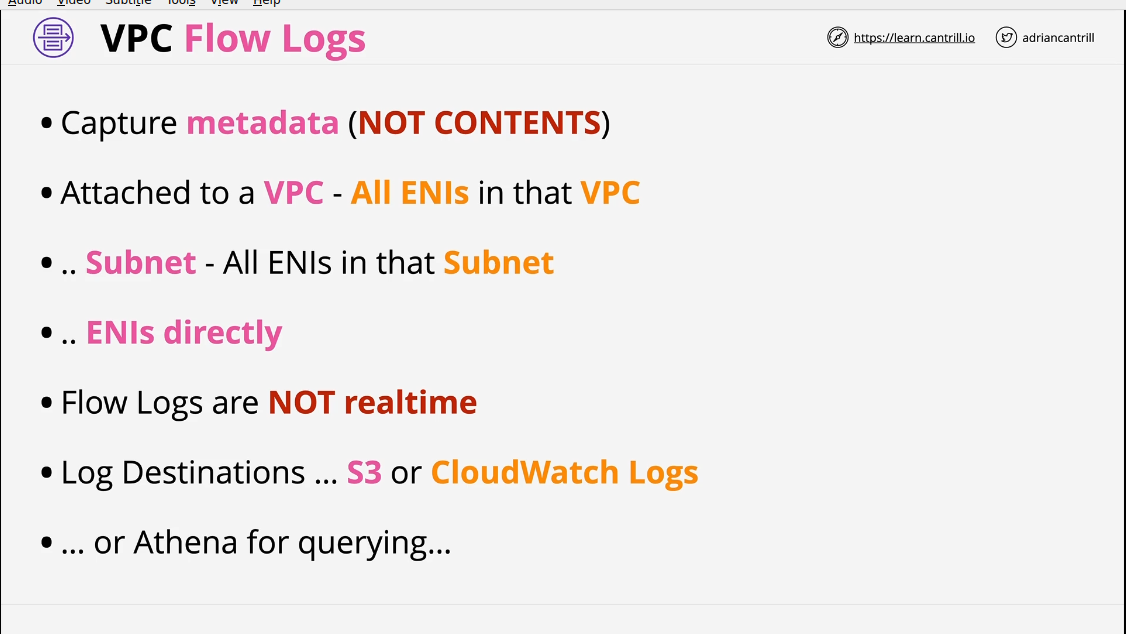 Audio Video Subtitle Tools View Help
VPC Flow Logs
https://learn.cantrill.io
adriancantrill
• Capture metadata (NOT CONTENTS)
• Attached to a VPC - All ENIs in that VPC
• .. Subnet - All ENIs in that Subnet
• .. ENIs directly
• Flow Logs are NOT realtime
• Log Destinations ... S3 or CloudWatch Logs
• ... or Athena for querying...